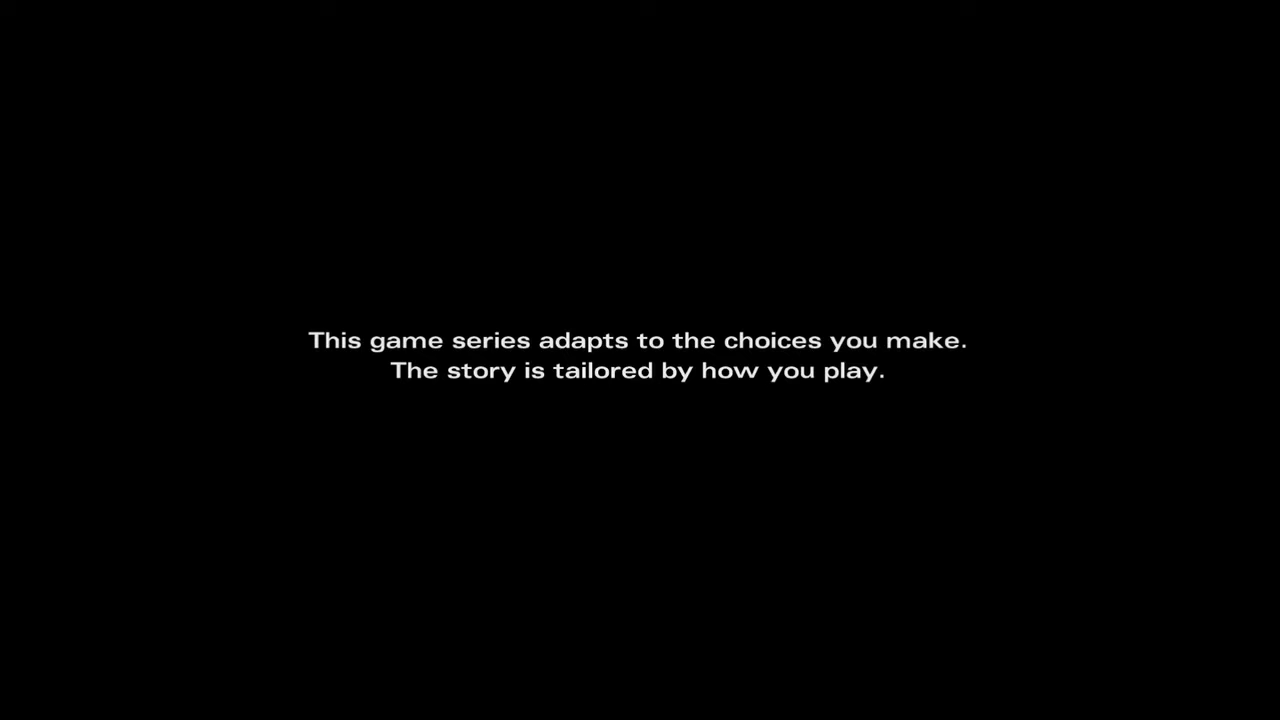 This game series adapts to the choices you make.
The story is tailored by how you play.